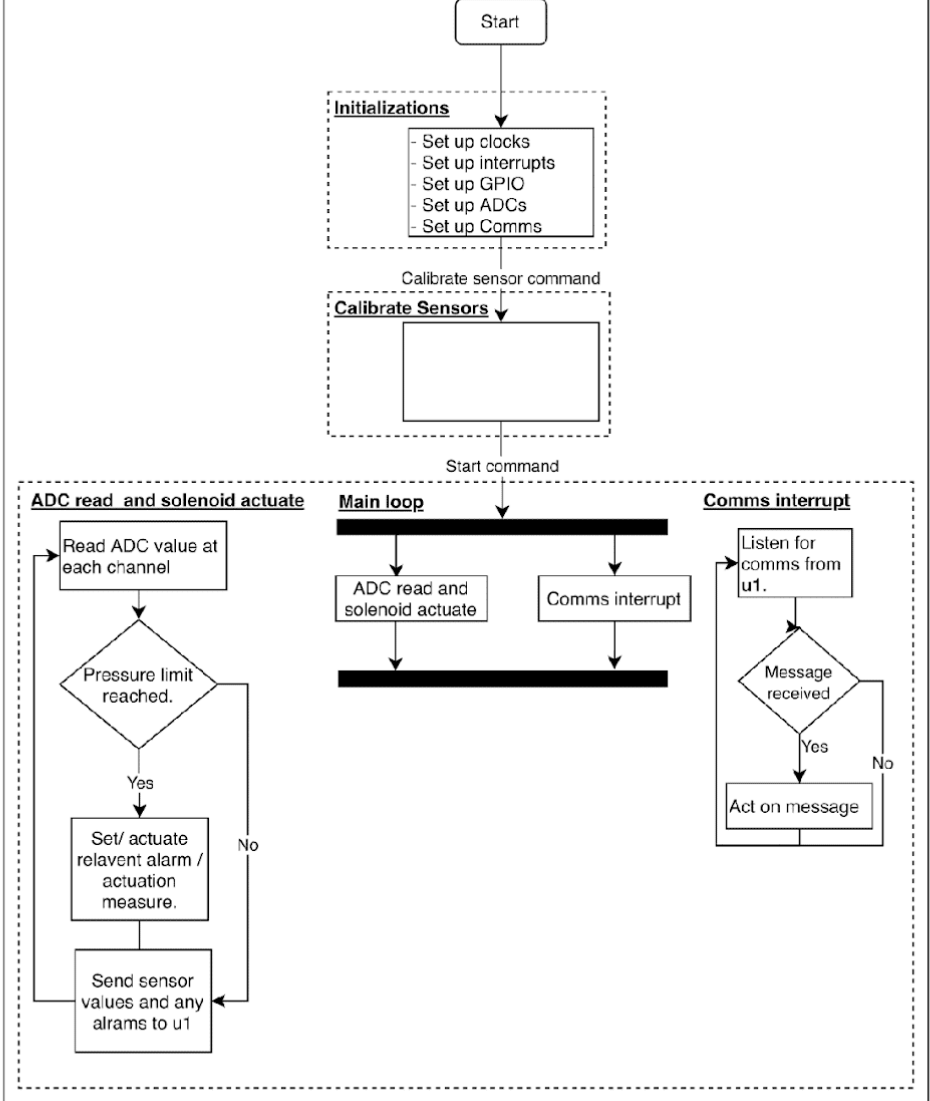 Start
Initializations
- Set up clocks
- Set up interrupts
- Set up GPIO
- Set up ADCs
- Set up Comms
Calibrate sensor command
Calibrate Sensors
Start command
ADC read and solenoid actuate
Read ADC value at
each channel
Pressure limit
reached.
Yes
No
Set/ actuate
relavent alarm /
actuation
measure.
Send sensor
values and any
alrams to u1
Main loop
ADC read and
solenoid actuate
Comms interrupt
Comms interrupt
Listen for
comms from
u1.
Message
received
Yes
No
Act on message